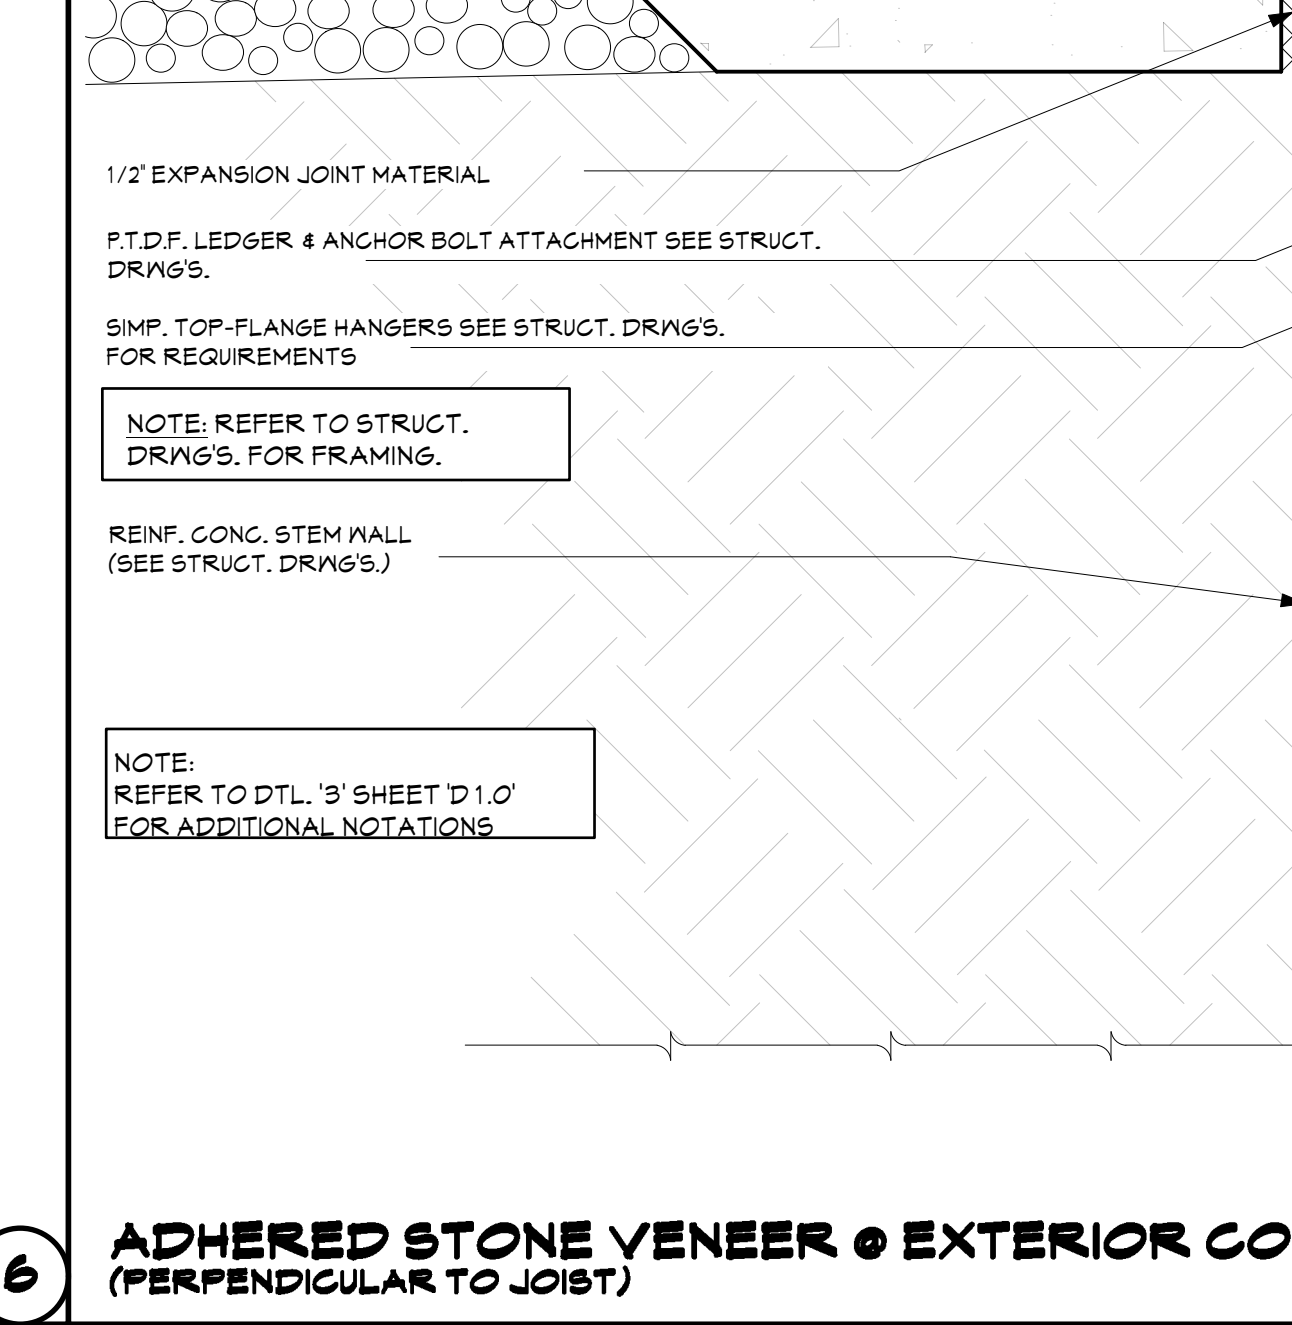 1/2" EXPANSION JOINT MATERIAL
P.T.D.F. LEDGER & ANCHOR BOLT ATTACHMENT SEE STRUCT.
DRWG'S.
SIMP. TOP-FLANGE HANGERS SEE STRUCT. DRWG'S.
FOR REQUIREMENTS
NOTE: REFER TO STRUCT.
DRWG'S. FOR FRAMING.
REINF. CONC. STEM WALL
(SEE STRUCT. DRWG'S.)
NOTE:
REFER TO DTL. '3' SHEET 'D1.0'
FOR ADDITIONAL NOTATIONS
6
ADHERED STONE VENEER @ EXTERIOR CO
(PERPENDICULAR TO JOIST)